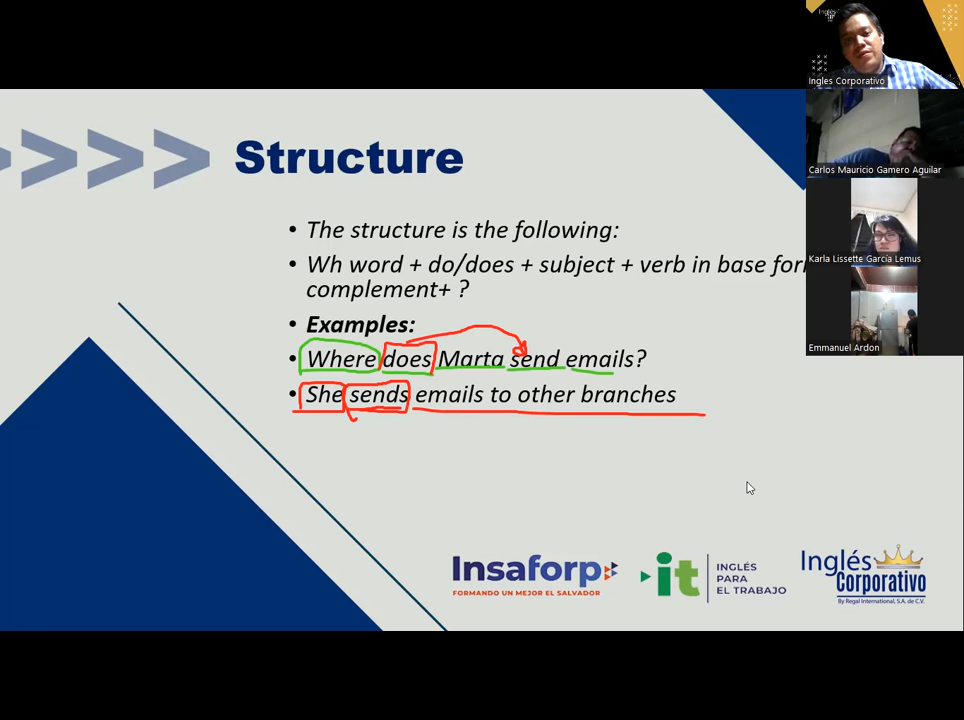 Inglés
Ingles Corporativo
Carlos Mauricio Gamero Aguilar
Karla Lissette García Lemus
Emmanuel Ardon
Structure
• The structure is the following:
• Wh word + do/does + subject + verb in base
complement+ ?
• Examples:
• Where does Marta send emails?
• She sends emails to other branches
Insaforp
FORMANDO UN MEJOR EL SALVADOR
it
INGLÉS
PARA
EL TRABAJO
Inglés
Corporativo
By Regal International, S.A. de C.V.